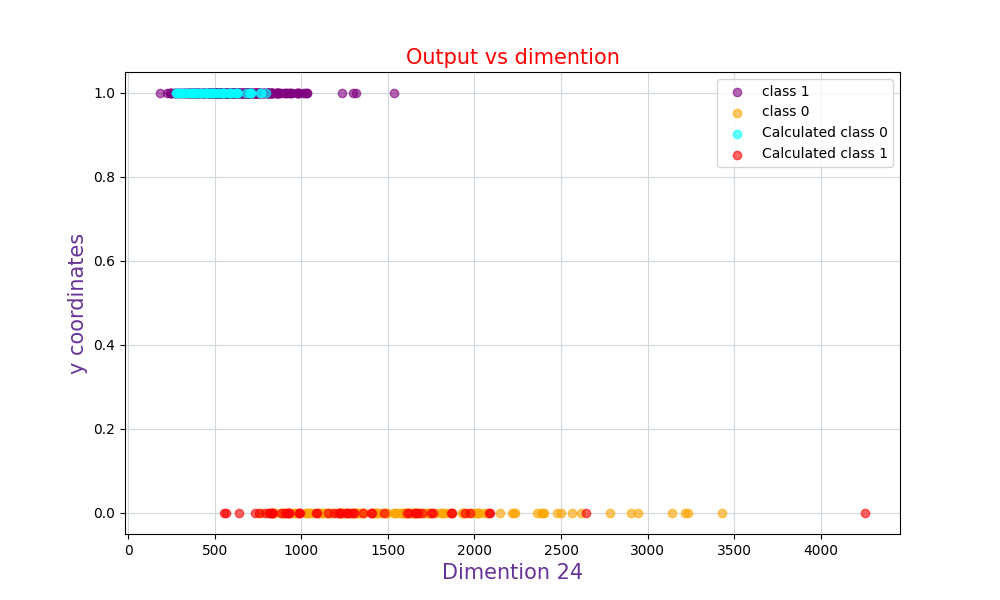 Output vs dimention
class 1
class 0
Calculated class 0
Calculated class 1
y coordinates
1.0
0.8
0.6
0.4
0.2
0.0
0 500 1000 1500 2000 2500 3000 3500 4000
Dimention 24